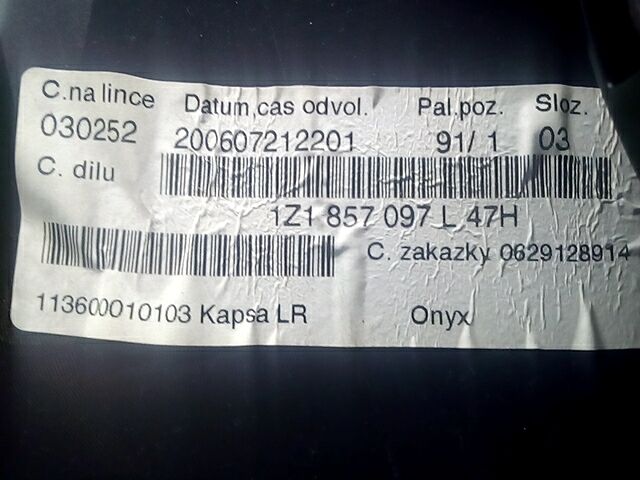 C.na lince Datum,cas odvol. Pal.poz. Sloz.
030252 200607212201 91/ 1 03
C. dilu
1Z1 857 097 L 47H
C. zakazky 0629128914
113600010103 Kapsa LR Onyx